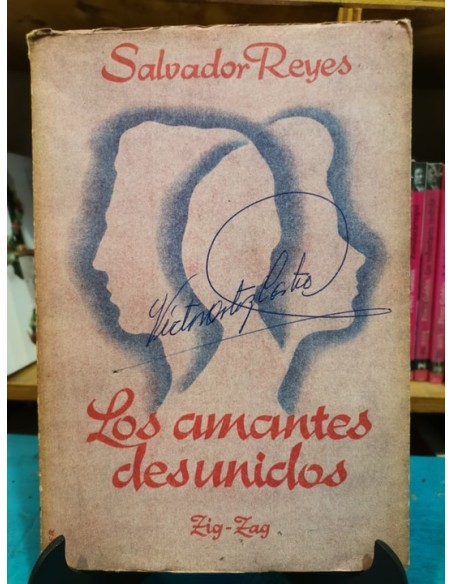 Salvador Reyes
Los amantes
desunidos
Zig-Zag